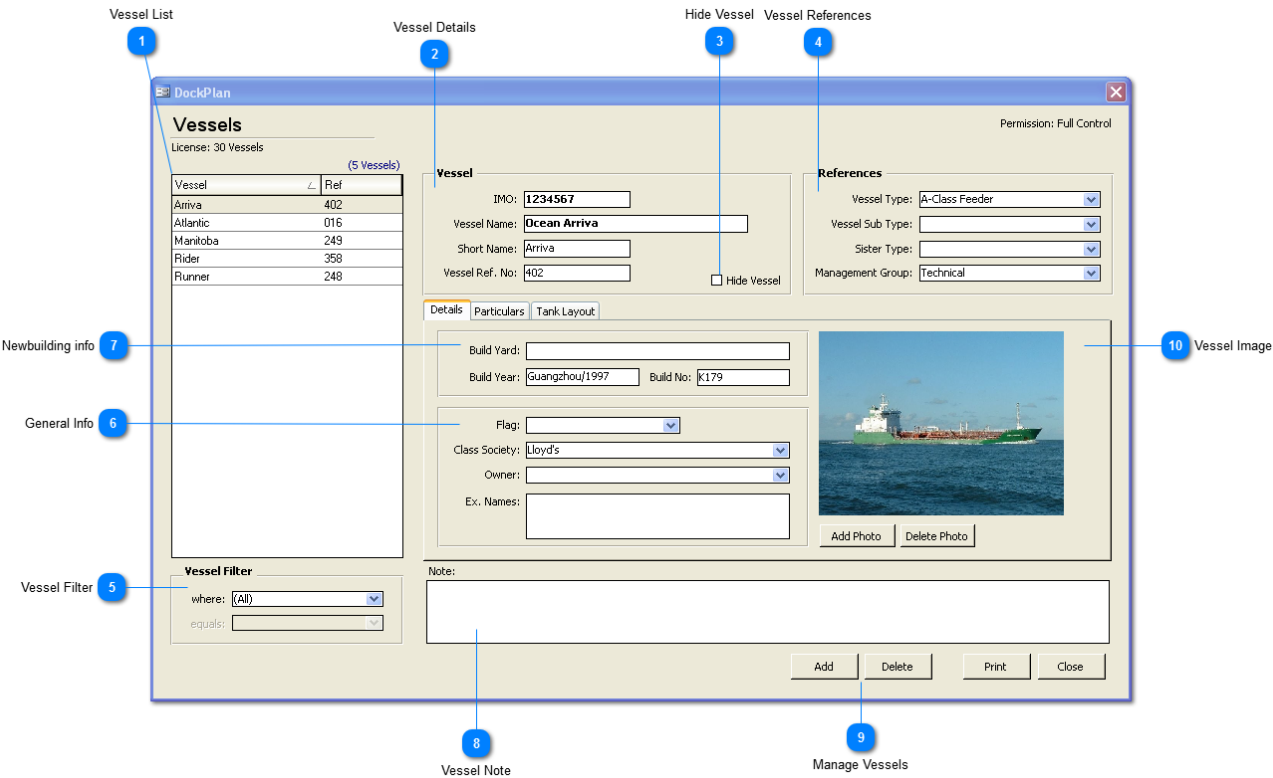 Vessel List
1
Vessel Details
2
Hide Vessel
3
Vessel References
4
DockPlan
Vessels
Permission: Full Control
License: 30 Vessels
(5 Vessels)
Vessel Ref
Arriva 402
Atlantic 016
Manitoba 249
Rider 358
Runner 248
Vessel
IMO: 1234567
Vessel Name: Ocean Arriva
Short Name: Arriva
Vessel Ref. No: 402
Hide Vessel
References
Vessel Type: A-Class Feeder
Vessel Sub Type:
Sister Type:
Management Group: Technical
Details Particulars Tank Layout
Newbuilding info 7
Build Yard:
Build Year: Guangzhou/1997 Build No: K179
10 Vessel Image
General Info 6
Flag:
Class Society: Lloyd's
Owner:
Ex. Names:
Add Photo Delete Photo
Vessel Filter 5
Vessel Filter
where: (All)
equals:
Note:
Add Delete Print Close
8
Vessel Note
9
Manage Vessels